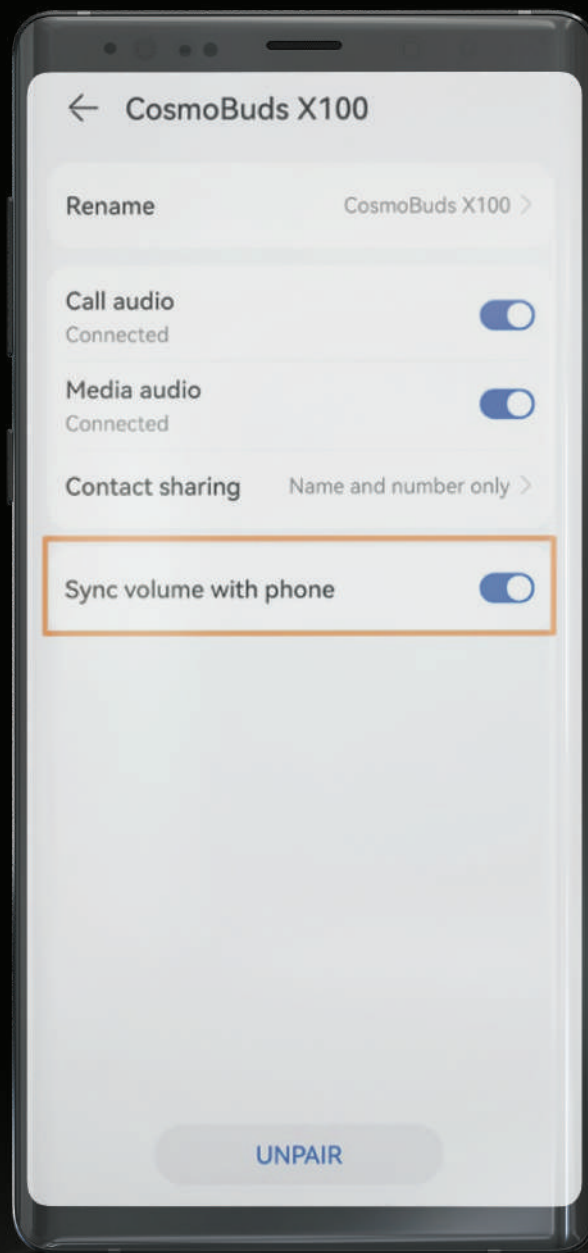 CosmoBuds X100
Rename CosmoBuds X100
Call audio
Connected
Media audio
Connected
Contact sharing Name and number only
Sync volume with phone
UNPAIR